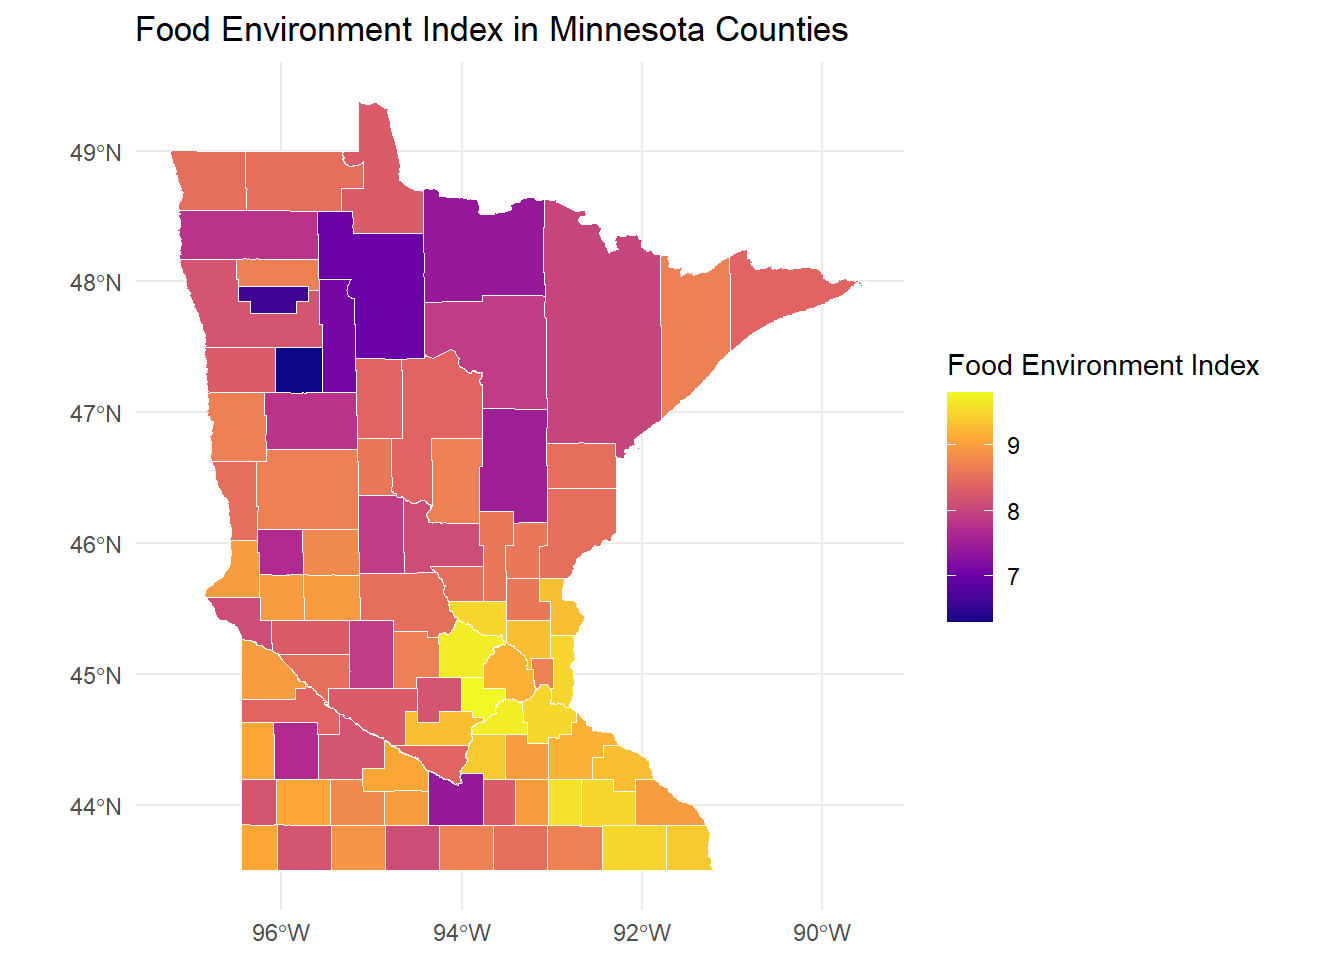 Food Environment Index in Minnesota Counties
49°N
48°N
47°N
46°N
45°N
44°N
96°W
94°W
92°W
90°W
Food Environment Index
9
8
7